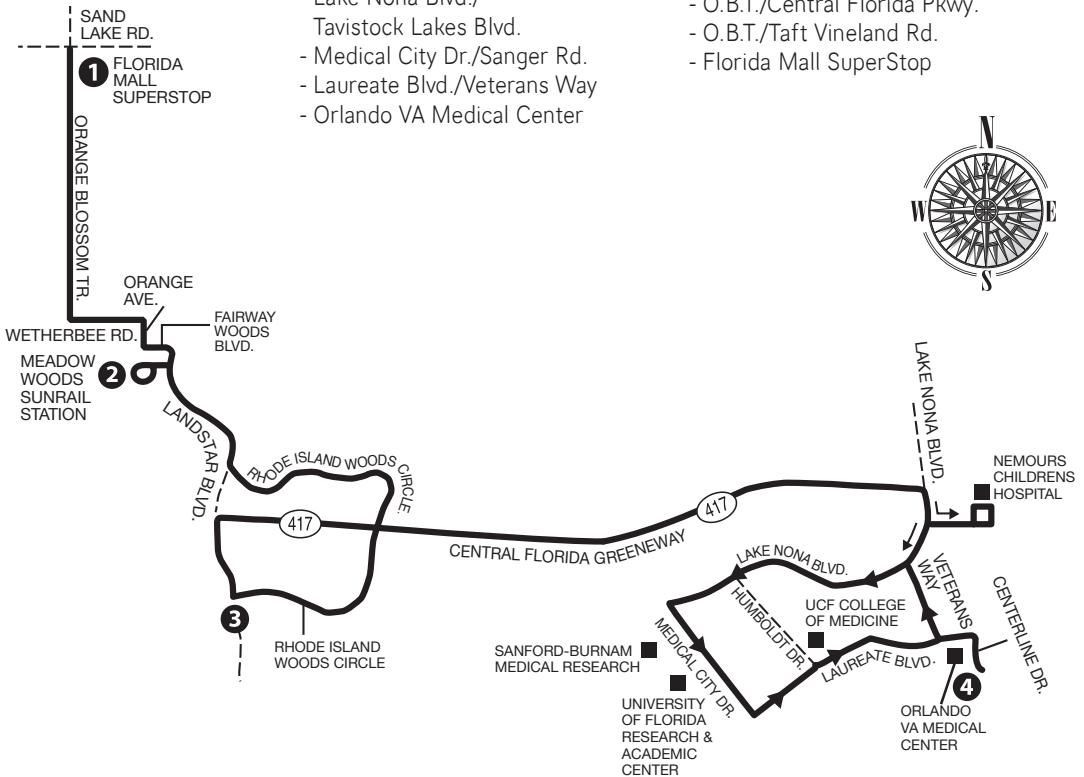 Lake Nona Blvd./
Tavistock Lakes Blvd.
- Medical City Dr./Sanger Rd.
- Laureate Blvd./Veterans Way
- Orlando VA Medical Center
- O.B.T./Central Florida Pkwy.
- O.B.T./Taft Vineland Rd.
- Florida Mall SuperStop
SAND
LAKE RD.
1
FLORIDA
MALL
SUPERSTOP
ORANGE BLOSSOM TR.
N
W
E
S
ORANGE
AVE.
WETHERBEE RD.
FAIRWAY
WOODS
BLVD.
MEADOW
WOODS
SUNRAIL
STATION
2
LANDSTAR BLVD.
RHODE ISLAND WOODS CIRCLE.
417
CENTRAL FLORIDA GREENEWAY
417
3
RHODE ISLAND
WOODS CIRCLE
LAKE NONA BLVD.
NEMOURS
CHILDRENS
HOSPITAL
LAKE NONA BLVD.
HUMBOLDT DR.
UCF COLLEGE
OF MEDICINE
VETERANS
WAY
CENTERLINE DR.
SANFORD-BURNAM
MEDICAL RESEARCH
MEDICAL CITY DR.
LAUREATE BLVD.
UNIVERSITY
OF FLORIDA
RESEARCH &
ACADEMIC
CENTER
4
ORLANDO
VA MEDICAL
CENTER